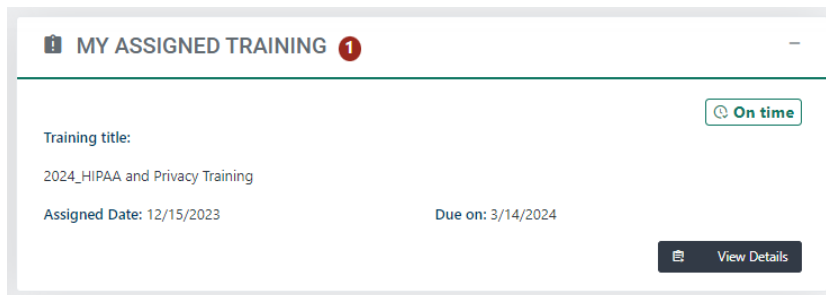 MY ASSIGNED TRAINING 1
On time
Training title:
2024_HIPAA and Privacy Training
Assigned Date: 12/15/2023 Due on: 3/14/2024
View Details